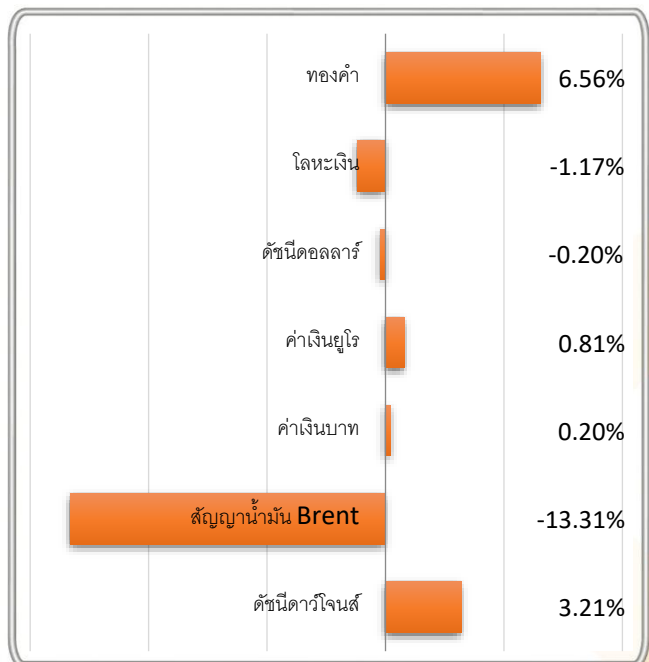 ทองคำ 6.56%
โลหะเงิน -1.17%
ดัชนีดอลลาร์ -0.20%
ค่าเงินยูโร 0.81%
ค่าเงินบาท 0.20%
สัญญาน้ำมัน Brent -13.31%
ดัชนีดาวโจนส์ 3.21%